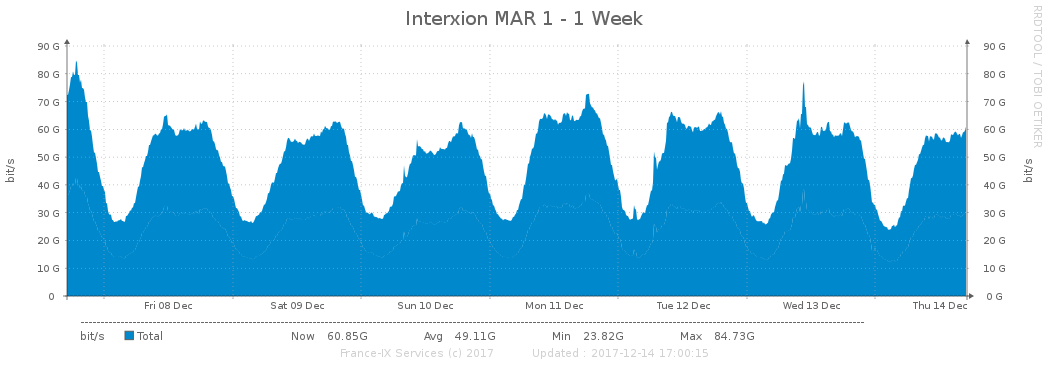 Interxion MAR 1 - 1 Week
RRDTOOL / TOBI OETIKER
90 G 90 G
80 G 80 G
70 G 70 G
60 G 60 G
50 G 50 G
40 G 40 G
30 G 30 G
20 G 20 G
10 G 10 G
0 0 G
bit/s bit/s
Fri 08 Dec Sat 09 Dec Sun 10 Dec Mon 11 Dec Tue 12 Dec Wed 13 Dec Thu 14 Dec
bit/s Total Now 60.85G Avg 49.11G Min 23.82G Max 84.73G
France-IX Services (c) 2017 Updated : 2017-12-14 17:00:15